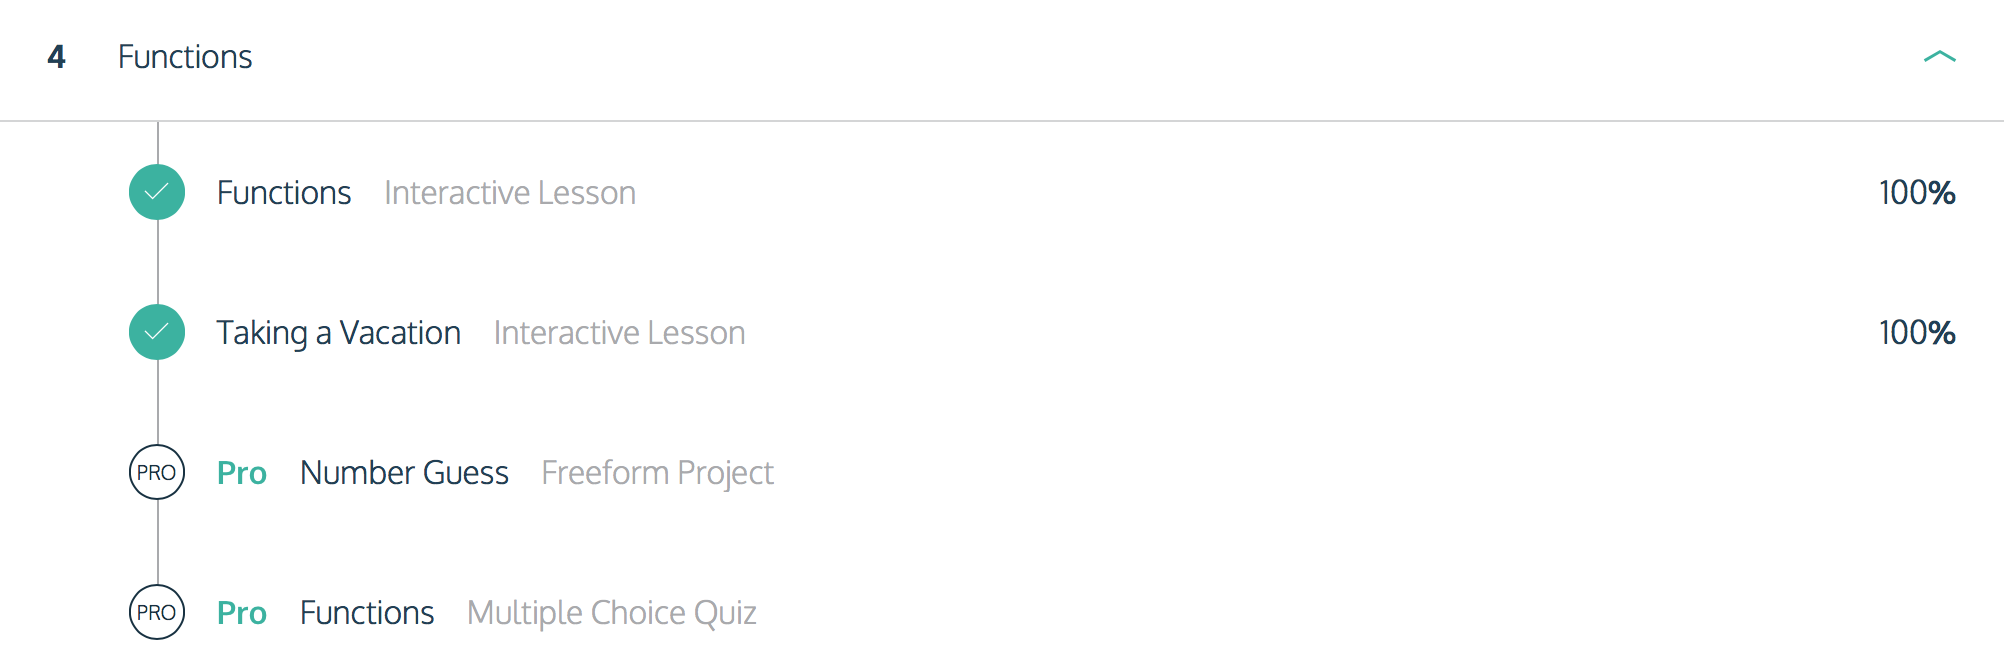 4 Functions
Functions Interactive Lesson 100%
Taking a Vacation Interactive Lesson 100%
PRO Pro Number Guess Freeform Project
PRO Pro Functions Multiple Choice Quiz